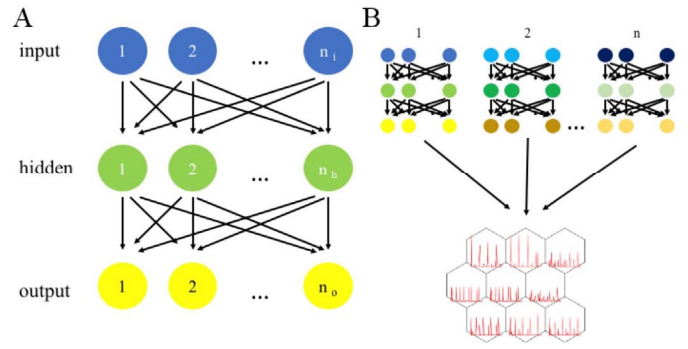 A
input
1 2 ... n i
hidden
1 2 ... n h
output
1 2 ... n o
B
1 2 n
...